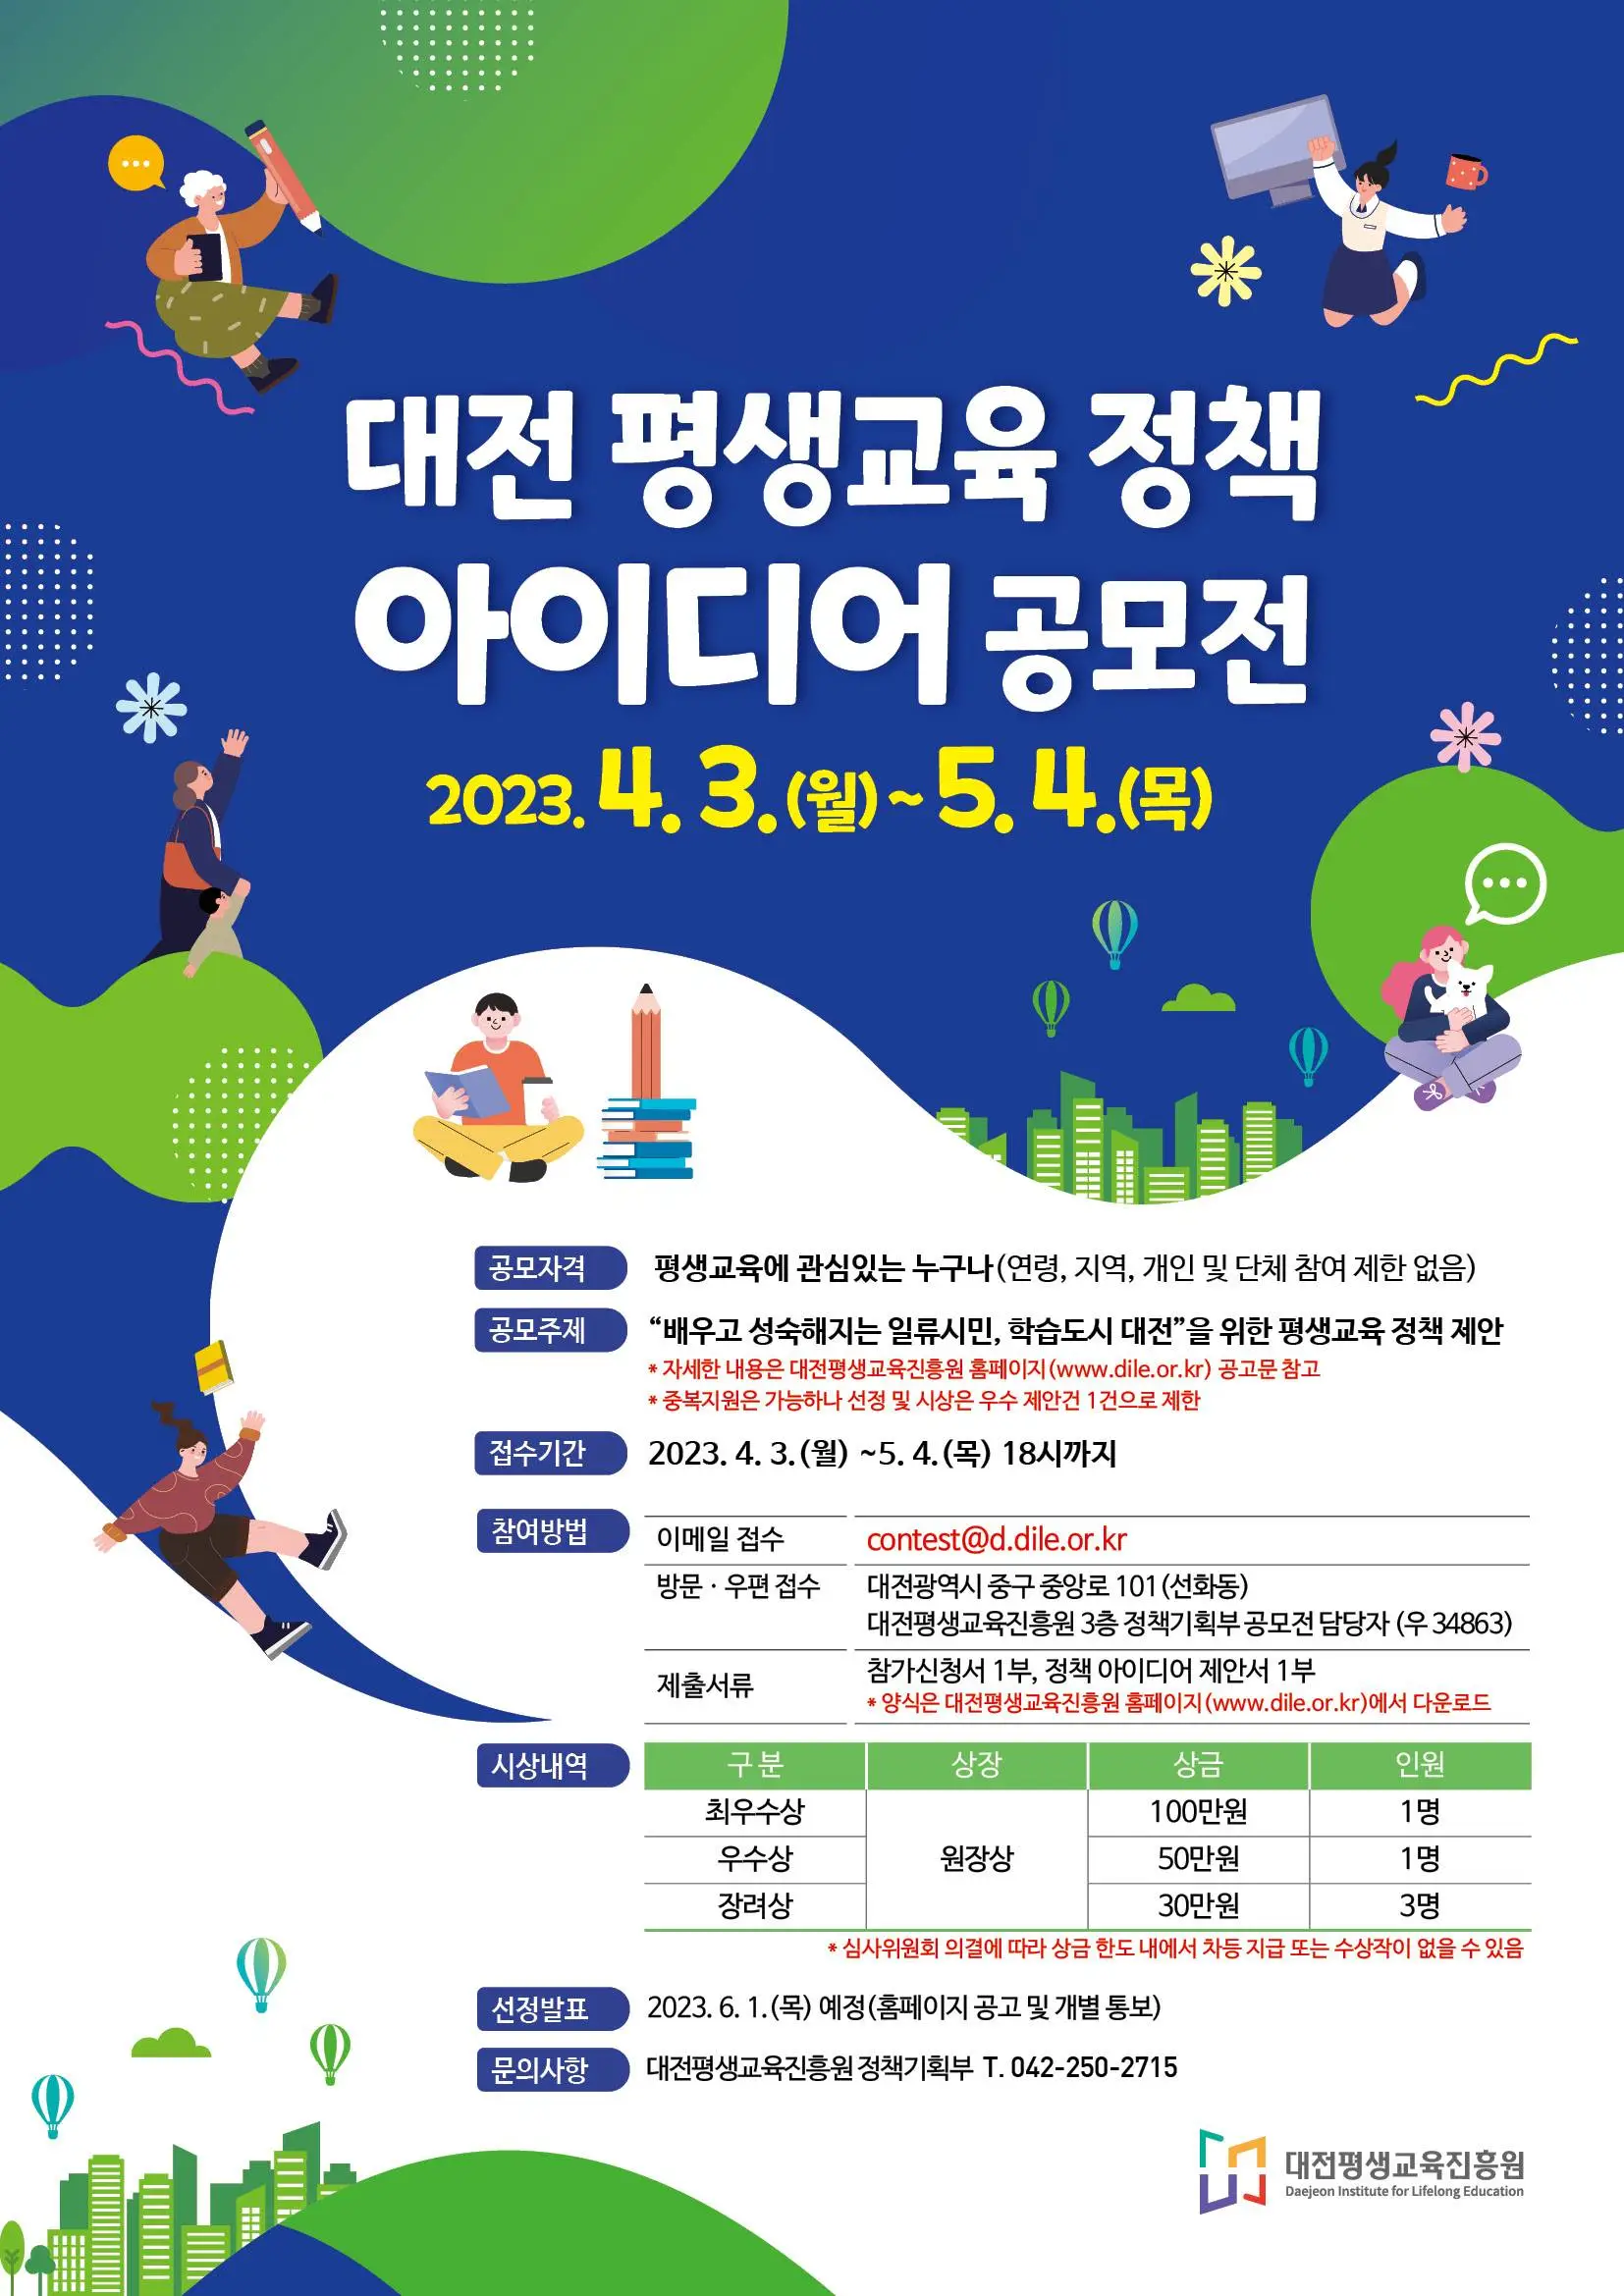 대전 평생교육 정책
아이디어 공모전
2023. 4. 3.(월) ~ 5. 4.(목)
공모자격 평생교육에 관심있는 누구나(연령, 지역, 개인 및 단체 참여 제한 없음)
공모주제 “배우고 성숙해지는 일류시민, 학습도시 대전”을 위한 평생교육 정책 제안
* 자세한 내용은 대전평생교육진흥원 홈페이지(www.dile.or.kr) 공고문 참고
* 중복지원은 가능하나 선정 및 시상은 우수 제안건 1건으로 제한
접수기간 2023. 4. 3.(월) ~5. 4.(목) 18시까지
참여방법 이메일 접수 contest@d.dile.or.kr
방문 · 우편 접수 대전광역시 중구 중앙로 101(선화동)
대전평생교육진흥원 3층 정책기획부 공모전 담당자 (우 34863)
제출서류 참가신청서 1부, 정책 아이디어 제안서 1부
* 양식은 대전평생교육진흥원 홈페이지(www.dile.or.kr)에서 다운로드
시상내역 구 분 상장 상금 인원
최우수상 100만원 1명
우수상 원장상 50만원 1명
장려상 30만원 3명
* 심사위원회 의결에 따라 상금 한도 내에서 차등 지급 또는 수상작이 없을 수 있음
선정발표 2023. 6. 1.(목) 예정(홈페이지 공고 및 개별 통보)
문의사항 대전평생교육진흥원 정책기획부 T. 042-250-2715
대전평생교육진흥원
Daejeon Institute for Lifelong Education